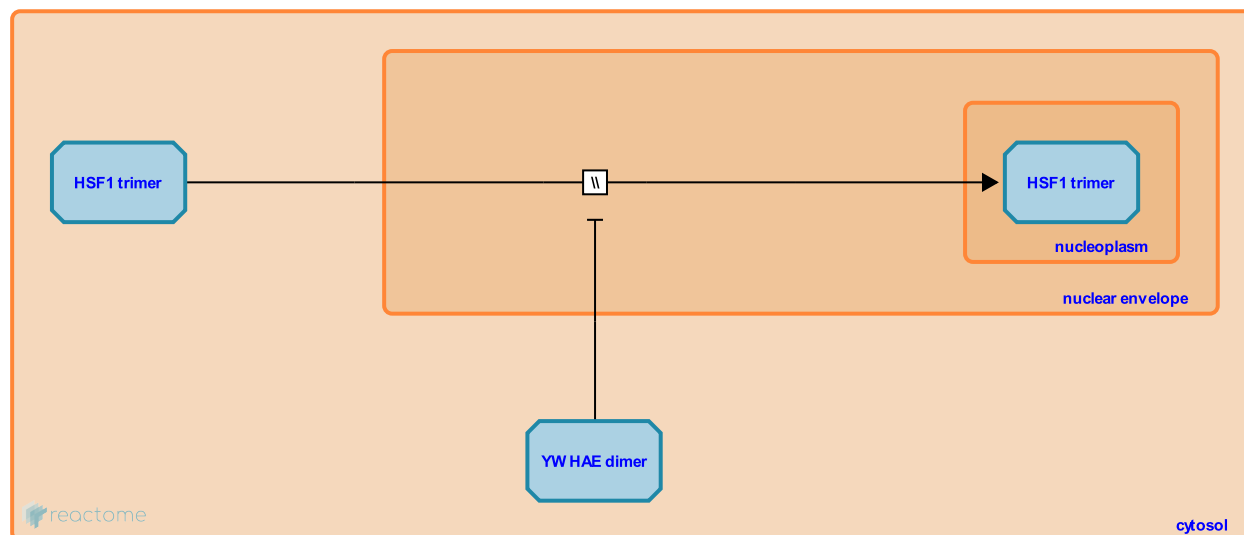 HSF1 trimer
\\
HSF1 trimer
nucleoplasm
nuclear envelope
YWHAE dimer
reactome
cytosol